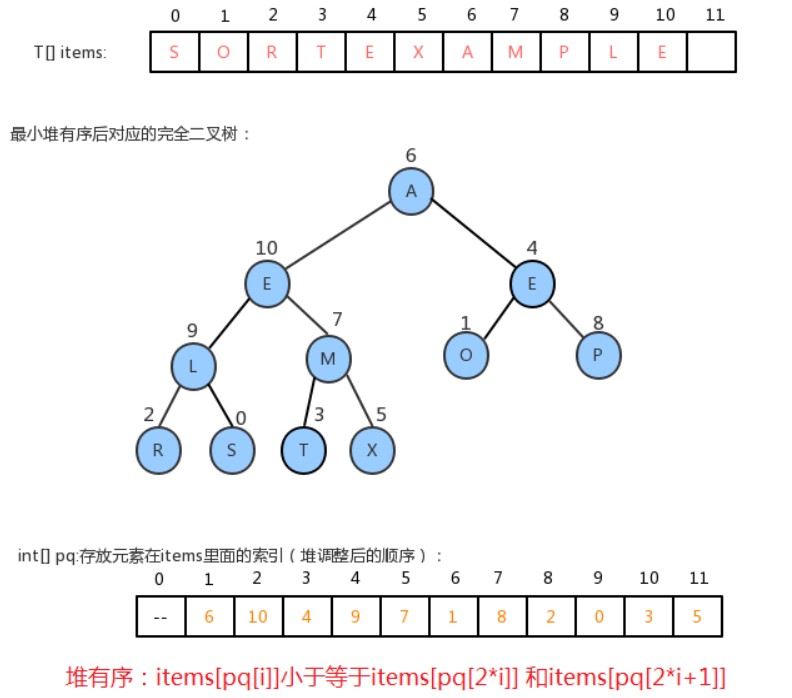 0 1 2 3 4 5 6 7 8 9 10 11
T[] items: S O R T E X A M P L E
最小堆有序后对应的完全二叉树：
6
A
10 4
E E
9 7 1 8
L M O P
2 0 3 5
R S T X
int[] pq:存放元素在items里面的索引（堆调整后的顺序）：
0 1 2 3 4 5 6 7 8 9 10 11
-- 6 10 4 9 7 1 8 2 0 3 5
堆有序：items[pq[i]]小于等于items[pq[2*i]] 和items[pq[2*i+1]]